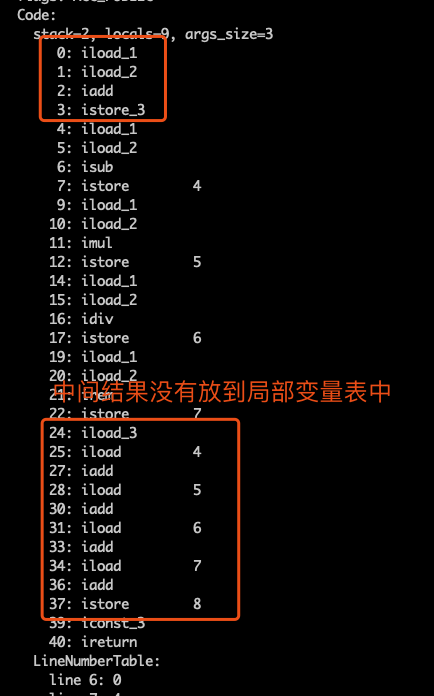 Code:
stack=2, locals=9, args_size=3
0: iload_1
1: iload_2
2: iadd
3: istore_3
4: iload_1
5: iload_2
6: isub
7: istore 4
9: iload_1
10: iload_2
11: imul
12: istore 5
14: iload_1
15: iload_2
16: idiv
17: istore 6
19: iload_1
20: iload_2
中间结果没有放到局部变量表中
21: irem
22: istore 7
24: iload_3
25: iload 4
27: iadd
28: iload 5
30: iadd
31: iload 6
33: iadd
34: iload 7
36: iadd
37: istore 8
39: iconst_3
40: ireturn
LineNumberTable:
line 6: 0